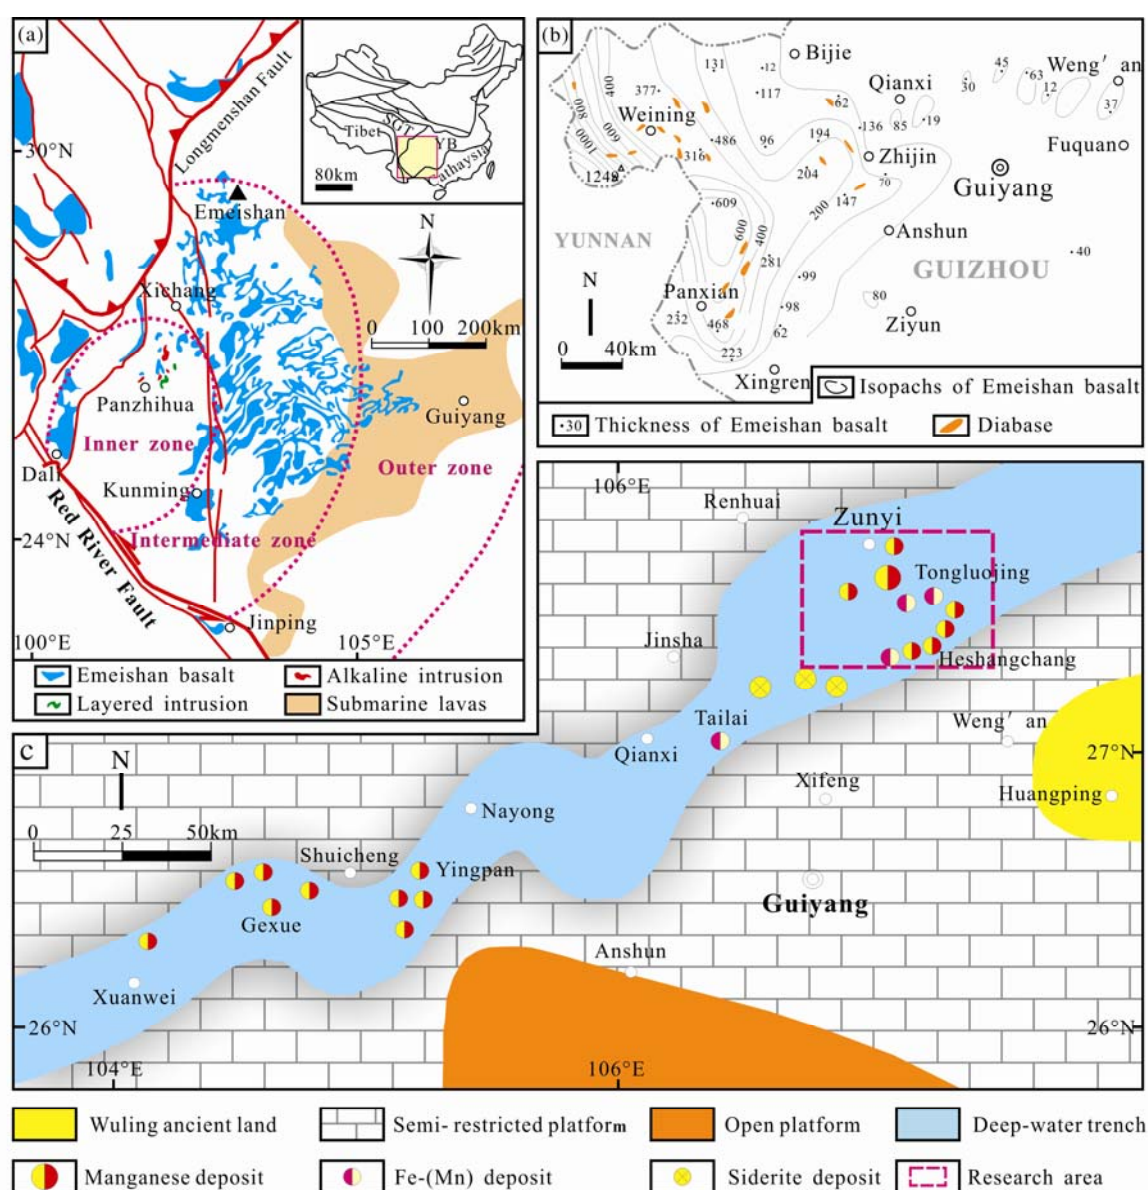 (a)
Longmenshan Fault
30°N
Emeishan
Tibet
SGT
YB
athaysia
80km
N
Xichang
0 100 200km
Panzhihua
Guiyang
Inner zone
Outer zone
Dali
Kunming
Red River Fault
Intermediate zone
24°N
Jinping
100°E
105°E
Emeishan basalt
Alkaline intrusion
Layered intrusion
Submarine lavas
(b)
Bijie
131
12
45
63
Weng' an
30
12
37
Qianxi
400
377
117
62
800
600
Weining
1000
486
96
194
136
85
19
Fuquan
316
Zhijin
204
70
Guiyang
609
200
147
600
400
Anshun
YUNNAN
281
GUIZHOU
40
N
99
Panxian
80
98
232
468
62
Ziyun
223
0 40km
Xingren
Isopachs of Emeishan basalt
30 Thickness of Emeishan basalt
Diabase
106°E
Renhuai
Zunyi
Tongluojing
Jinsha
Heshangchang
Tailai
Weng' an
c
Qianxi
27°N
N
Xifeng
Huangping
Nayong
0 25 50km
Shuicheng
Yingpan
Guiyang
Gexue
Anshun
Xuanwei
26°N
26°N
104°E
106°E
Wuling ancient land
Semi- restricted platform
Open platform
Deep-water trench
Manganese deposit
Fe-(Mn) deposit
Siderite deposit
Research area